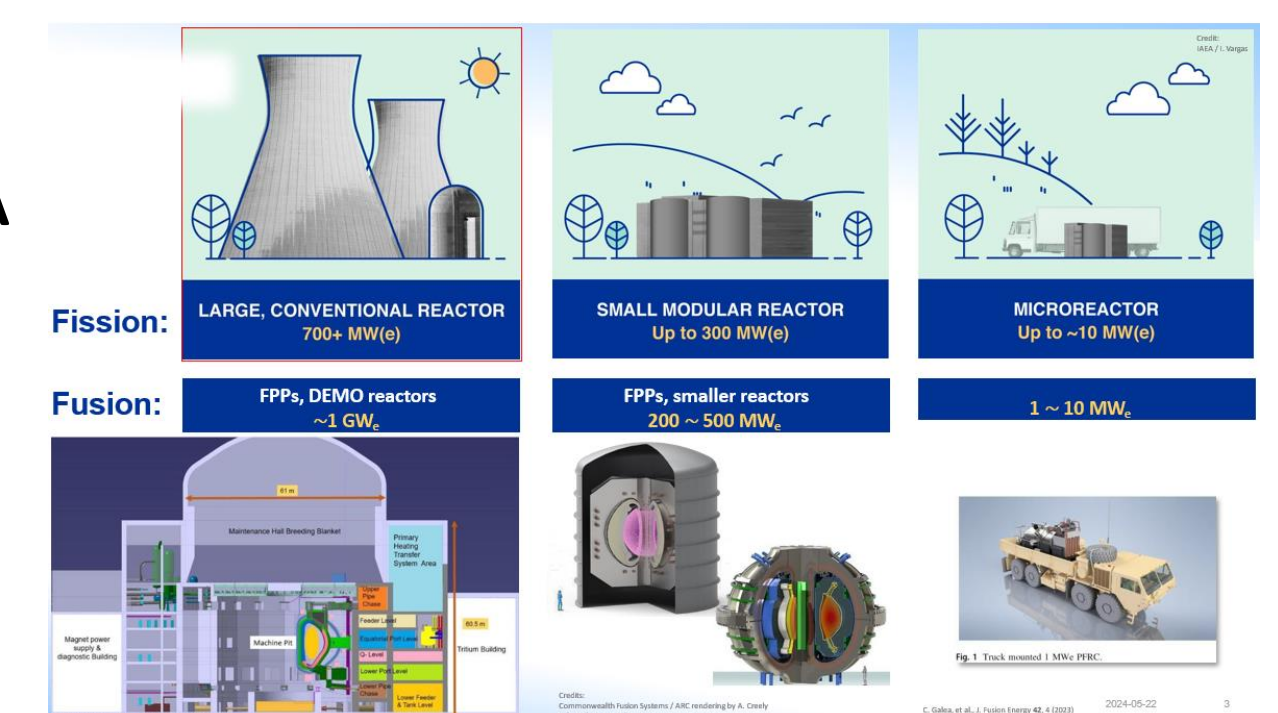 Credit:
IAEA / I. Vargas
A
Fission:
LARGE, CONVENTIONAL REACTOR
700+ MW(e)
SMALL MODULAR REACTOR
Up to 300 MW(e)
MICROREACTOR
Up to ~10 MW(e)
Fusion:
FPPs, DEMO reactors
~1 GWe
FPPs, smaller reactors
200 ~ 500 MWe
1 ~ 10 MWe
61 m
Maintenance Hall Breeding Blanket
Primary
Heating
Transfer
System Area
Upper
Pipe
Chase
Feeder Level
Equatorial Port Level
Q- Level
Lower Port Level
Lower Pipe
Chase
Lower Feeder
& Tank Level
Machine Pit
Magnet power
supply &
diagnostic Building
60.5 m
Tritium Building
Credits:
Commonwealth Fusion Systems / ARC rendering by A. Creely
Fig. 1 Truck mounted 1 MWe PFRC.
C. Galea, et al., J. Fusion Energy 42, 4 (2023)
2024-05-22
3